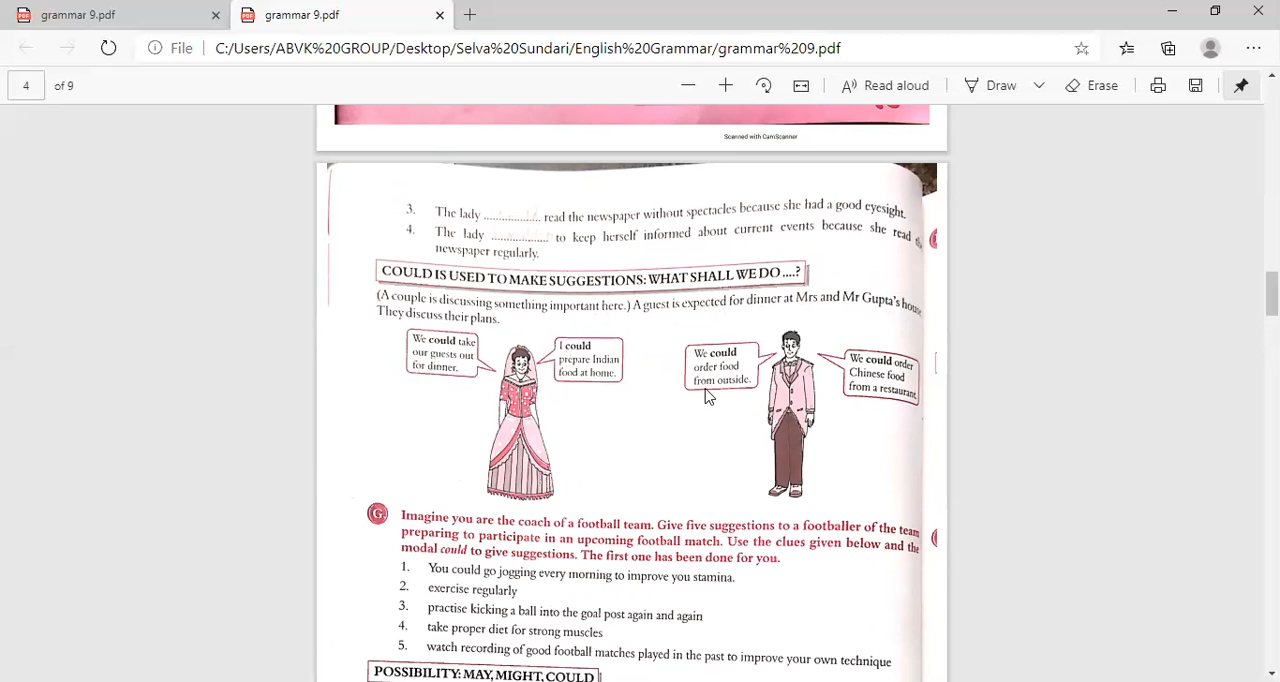 grammar 9.pdf
grammar 9.pdf
File
C:/Users/ABVK%20GROUP/Desktop/Selva%20Sundari/English%20Grammar/grammar%209.pdf
4
of 9
Read aloud
Draw
Erase
Scanned with CamScanner
3. The lady ................ read the newspaper without spectacles because she had a good eyesight.
4. The lady ................ to keep herself informed about current events because she read
newspaper regularly.
COULD IS USED TO MAKE SUGGESTIONS: WHAT SHALL WE DO ....?
(A couple is discussing something important here.) A guest is expected for dinner at Mrs and Mr Gupta's house
They discuss their plans.
We could take
our guests out
for dinner.
I could
prepare Indian
food at home.
We could
order food
from outside.
We could order
Chinese food
from a restaurant.
G. Imagine you are the coach of a football team. Give five suggestions to a footballer of the team
preparing to participate in an upcoming football match. Use the clues given below and the
modal could to give suggestions. The first one has been done for you.
1. You could go jogging every morning to improve you stamina.
2. exercise regularly
3. practise kicking a ball into the goal post again and again
4. take proper diet for strong muscles
5. watch recording of good football matches played in the past to improve your own technique
POSSIBILITY: MAY, MIGHT, COULD